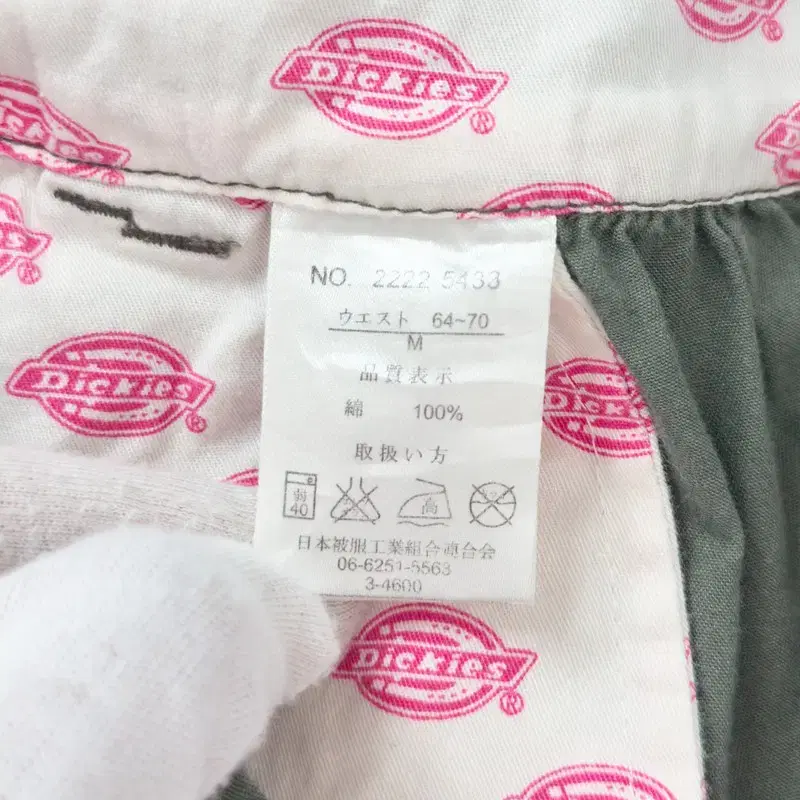 Dickies®
Dickies
Dickies®
NO. 2222 5433
ウエスト 64~70
M
品質表示
綿 100%
取扱い方
弱
40
高
日本被服工業組合連合会
06-6251-5563
3-4600
Dickies
Dickies®